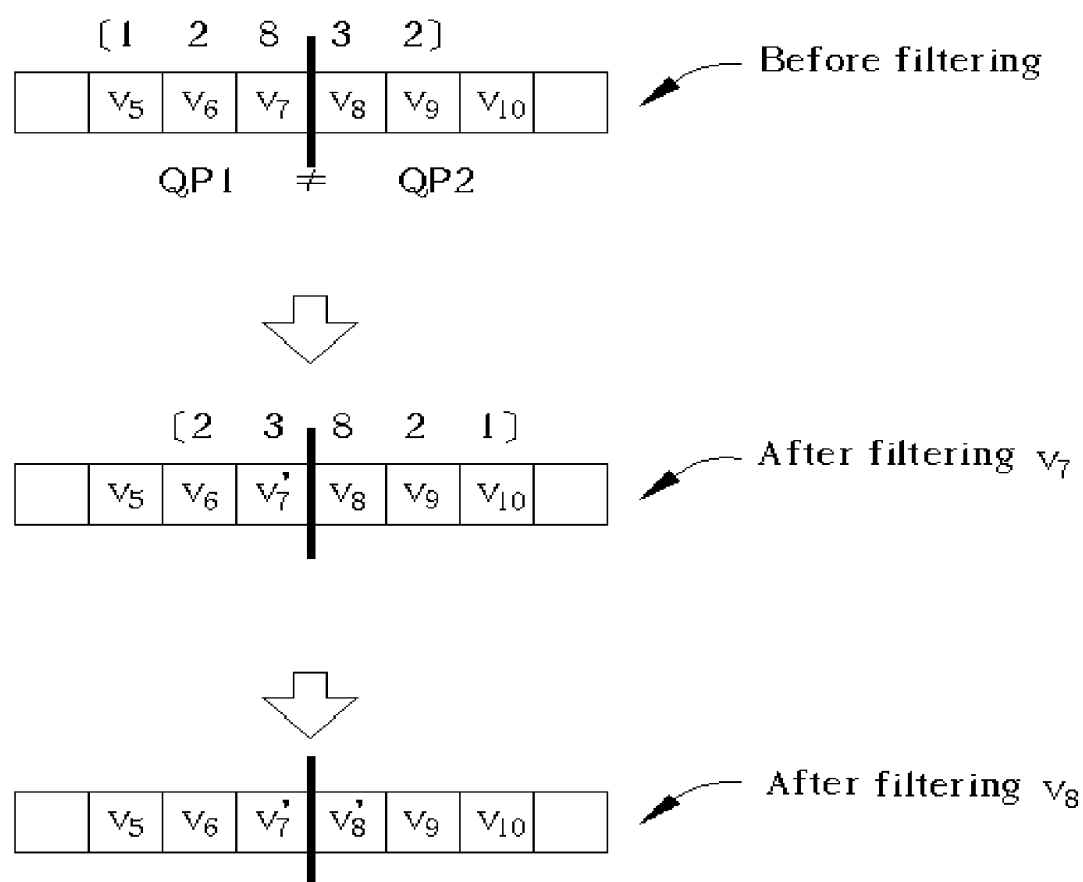 [1 2 8 3 2]
Before filtering
v5 v6 v7 v8 v9 v10
QP1 ≠ QP2
[2 3 8 2 1]
After filtering v7
v5 v6 v7' v8 v9 v10
After filtering v8
v5 v6 v7' v8' v9 v10